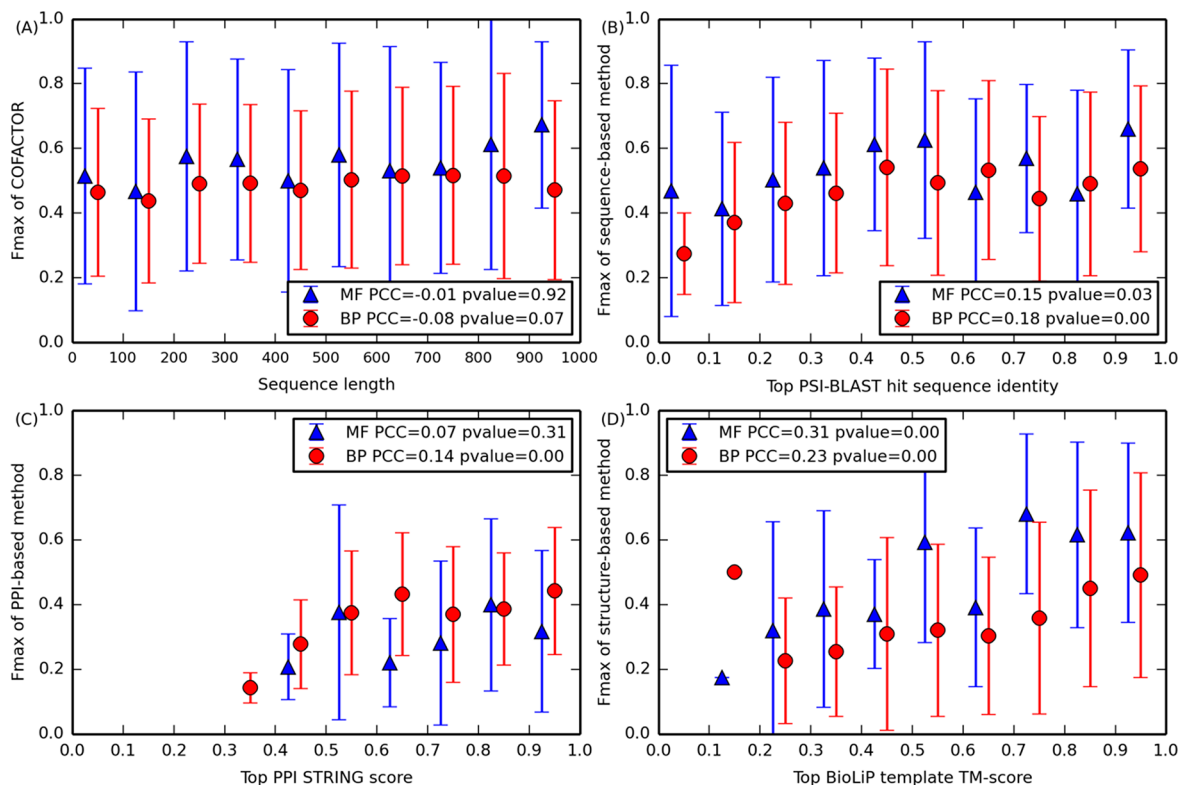 (A)
1.0
0.8
0.6
0.4
0.2
0.0
Fmax of COFACTOR
MF PCC=-0.01 pvalue=0.92
BP PCC=-0.08 pvalue=0.07
0 100 200 300 400 500 600 700 800 900 1000
Sequence length
(B)
1.0
0.8
0.6
0.4
0.2
0.0
Fmax of sequence-based method
MF PCC=0.15 pvalue=0.03
BP PCC=0.18 pvalue=0.00
0.0 0.1 0.2 0.3 0.4 0.5 0.6 0.7 0.8 0.9 1.0
Top PSI-BLAST hit sequence identity
(C)
1.0
0.8
0.6
0.4
0.2
0.0
Fmax of PPI-based method
MF PCC=0.07 pvalue=0.31
BP PCC=0.14 pvalue=0.00
0.0 0.1 0.2 0.3 0.4 0.5 0.6 0.7 0.8 0.9 1.0
Top PPI STRING score
(D)
1.0
0.8
0.6
0.4
0.2
0.0
Fmax of structure-based method
MF PCC=0.31 pvalue=0.00
BP PCC=0.23 pvalue=0.00
0.0 0.1 0.2 0.3 0.4 0.5 0.6 0.7 0.8 0.9 1.0
Top BioLiP template TM-score